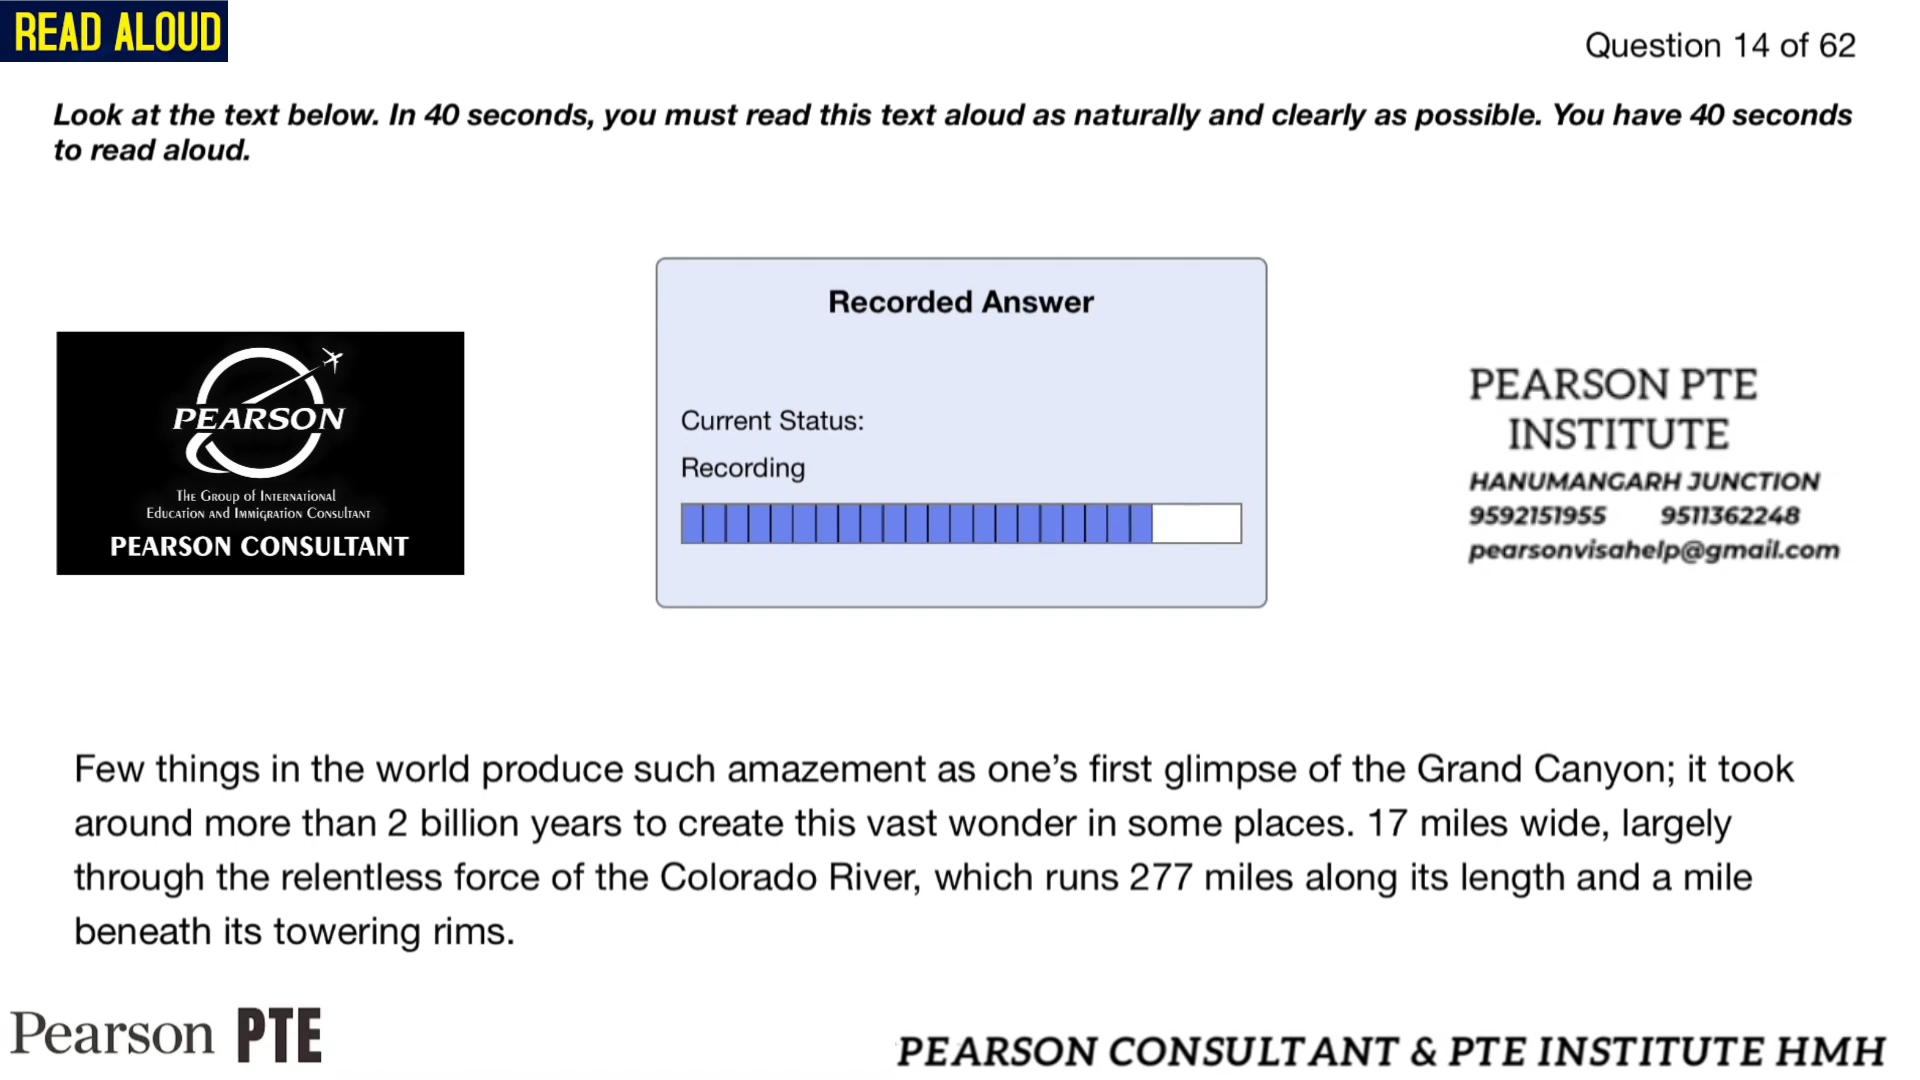 READ ALOUD
Question 14 of 62
Look at the text below. In 40 seconds, you must read this text aloud as naturally and clearly as possible. You have 40 seconds
to read aloud.
Recorded Answer
Current Status:
Recording
PEARSON
The Group of International
Education and Immigration Consultant
PEARSON CONSULTANT
PEARSON PTE
INSTITUTE
HANUMANGARH JUNCTION
9592151955 9511362248
pearsonvisahelp@gmail.com
Few things in the world produce such amazement as one’s first glimpse of the Grand Canyon; it took
around more than 2 billion years to create this vast wonder in some places. 17 miles wide, largely
through the relentless force of the Colorado River, which runs 277 miles along its length and a mile
beneath its towering rims.
Pearson PTE
PEARSON CONSULTANT & PTE INSTITUTE HMH